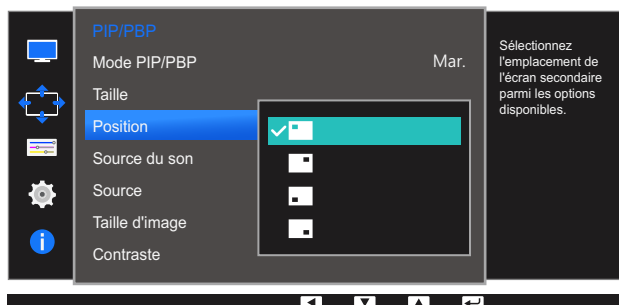 PIP/PBP
Mode PIP/PBP Mar.
Taille
Position
Source du son
Source
Taille d'image
Contraste
Sélectionnez
l'emplacement de
l'écran secondaire
parmi les options
disponibles.